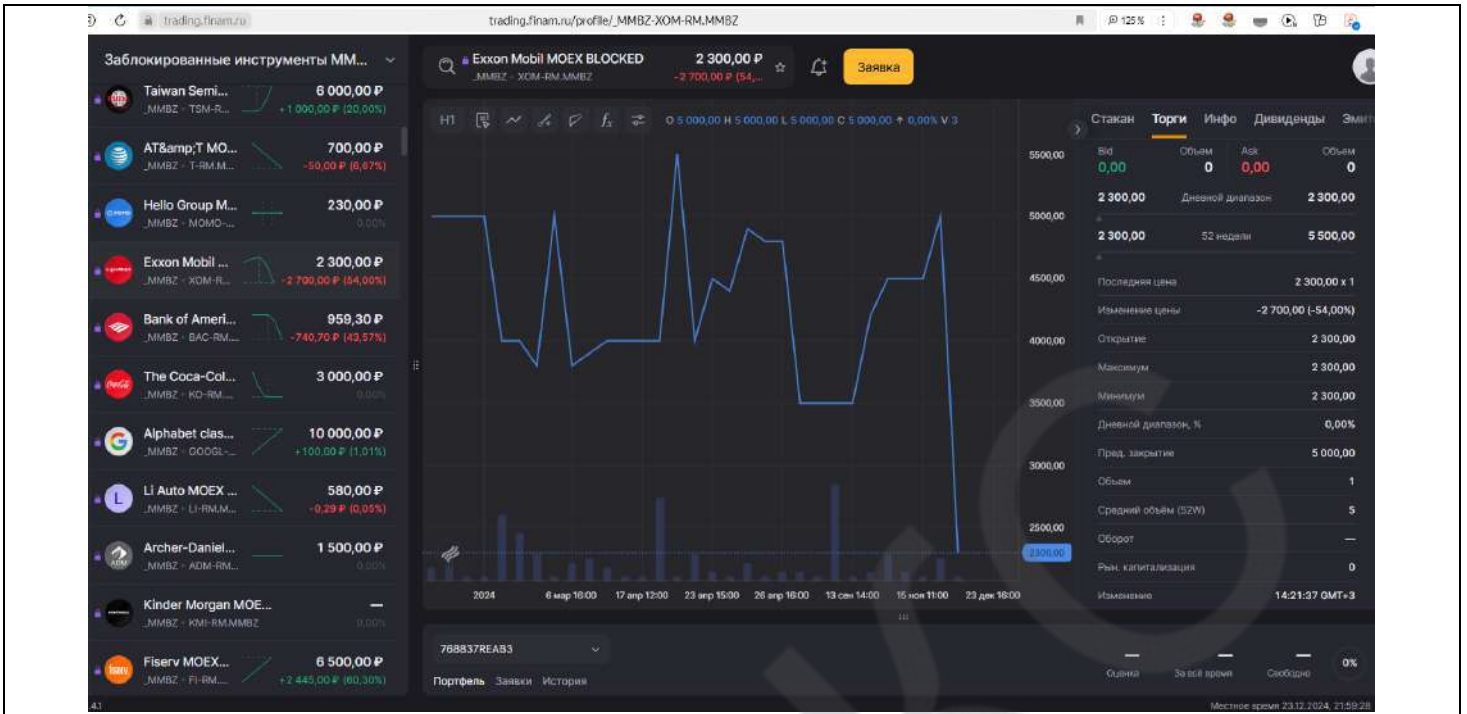 trading.finam.ru
trading.finam.ru/profile/_MMBZ-XOM-RM.MMBZ
125 %
Заблокированные инструменты MM...
Taiwan Semi... 6 000,00 ₽
_MMBZ - TSM-R... +1 000,00 ₽ (20,00%)
AT&amp;T MO... 700,00 ₽
_MMBZ - T-RM.M... -50,00 ₽ (6,67%)
Hello Group M... 230,00 ₽
_MMBZ - MOMO-... 0,00%
Exxon Mobil ... 2 300,00 ₽
_MMBZ - XOM-R... -2 700,00 ₽ (54,00%)
Bank of Ameri... 959,30 ₽
_MMBZ - BAC-RM.... -740,70 ₽ (43,57%)
The Coca-Col... 3 000,00 ₽
_MMBZ - KO-RM.... 0,00%
Alphabet clas... 10 000,00 ₽
_MMBZ - GOOGL-... +100,00 ₽ (1,01%)
L
Li Auto MOEX ... 580,00 ₽
_MMBZ - LI-RM.M... -0,29 ₽ (0,05%)
ADM
Archer-Daniel... 1 500,00 ₽
_MMBZ - ADM-RM... 0,00%
Kinder Morgan MOE... —
_MMBZ - KMI-RM.MMBZ 0,00%
fiserv.
Fiserv MOEX... 6 500,00 ₽
_MMBZ - FI-RM.... +2 445,00 ₽ (60,30%)
.4.1
Exxon Mobil MOEX BLOCKED 2 300,00 ₽
_MMBZ - XOM-RM.MMBZ -2 700,00 ₽ (54,...
Заявка
H1 fx O 5 000,00 H 5 000,00 L 5 000,00 C 5 000,00 0,00% V 3
5500,00
5000,00
4500,00
4000,00
3500,00
3000,00
2500,00
2300,00
2024 6 мар 16:00 17 апр 12:00 23 апр 15:00 26 апр 16:00 13 сен 14:00 15 ноя 11:00 23 дек 16:00
Стакан Торги Инфо Дивиденды Эмит
Bid Объем Ask Объем
0,00 0 0,00 0
2 300,00 Дневной диапазон 2 300,00
2 300,00 52 недели 5 500,00
Последняя цена 2 300,00 x 1
Изменение цены -2 700,00 (-54,00%)
Открытие 2 300,00
Максимум 2 300,00
Минимум 2 300,00
Дневной диапазон, % 0,00%
Пред. закрытие 5 000,00
Объем 1
Средний объём (52W) 5
Оборот —
Рын. капитализация 0
Изменение 14:21:37 GMT+3
768837REAB3
Портфель Заявки История
— — — 0%
Оценка За всё время Свободно
Местное время 23.12.2024, 21:59:28